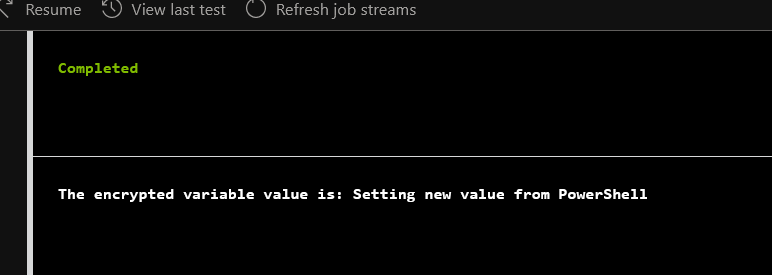 Resume View last test Refresh job streams
Completed
The encrypted variable value is: Setting new value from PowerShell